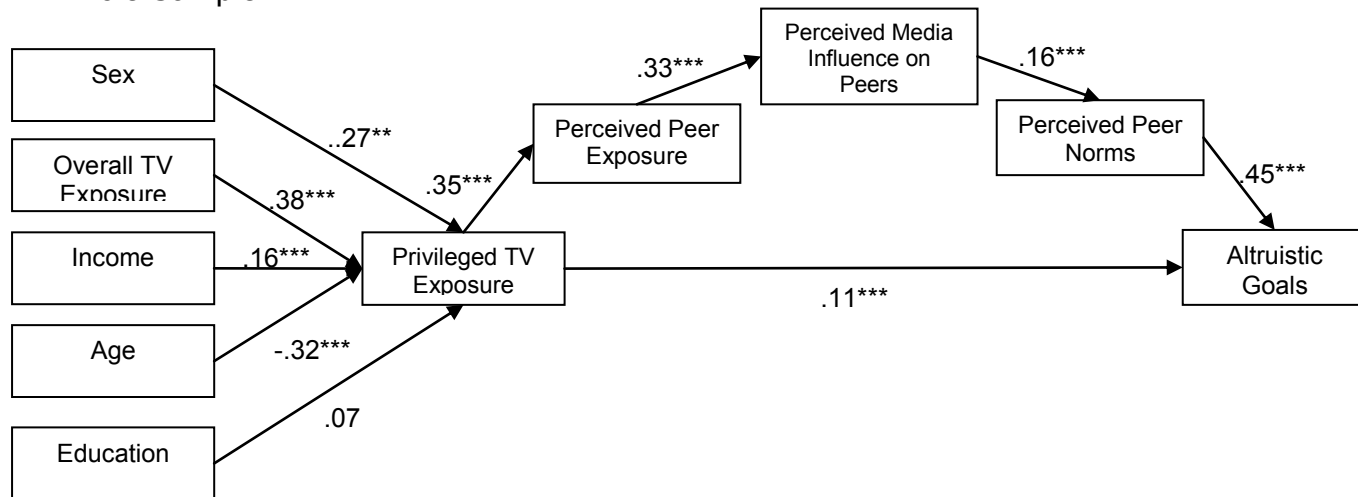 Perceived Media
Influence on
Peers
.33***
.16***
Sex
Perceived Peer
Exposure
Perceived Peer
Norms
..27**
Overall TV
Exposure
.35***
.45***
.38***
Income
.16***
Privileged TV
Exposure
Altruistic
Goals
.11***
Age
-.32***
.07
Education